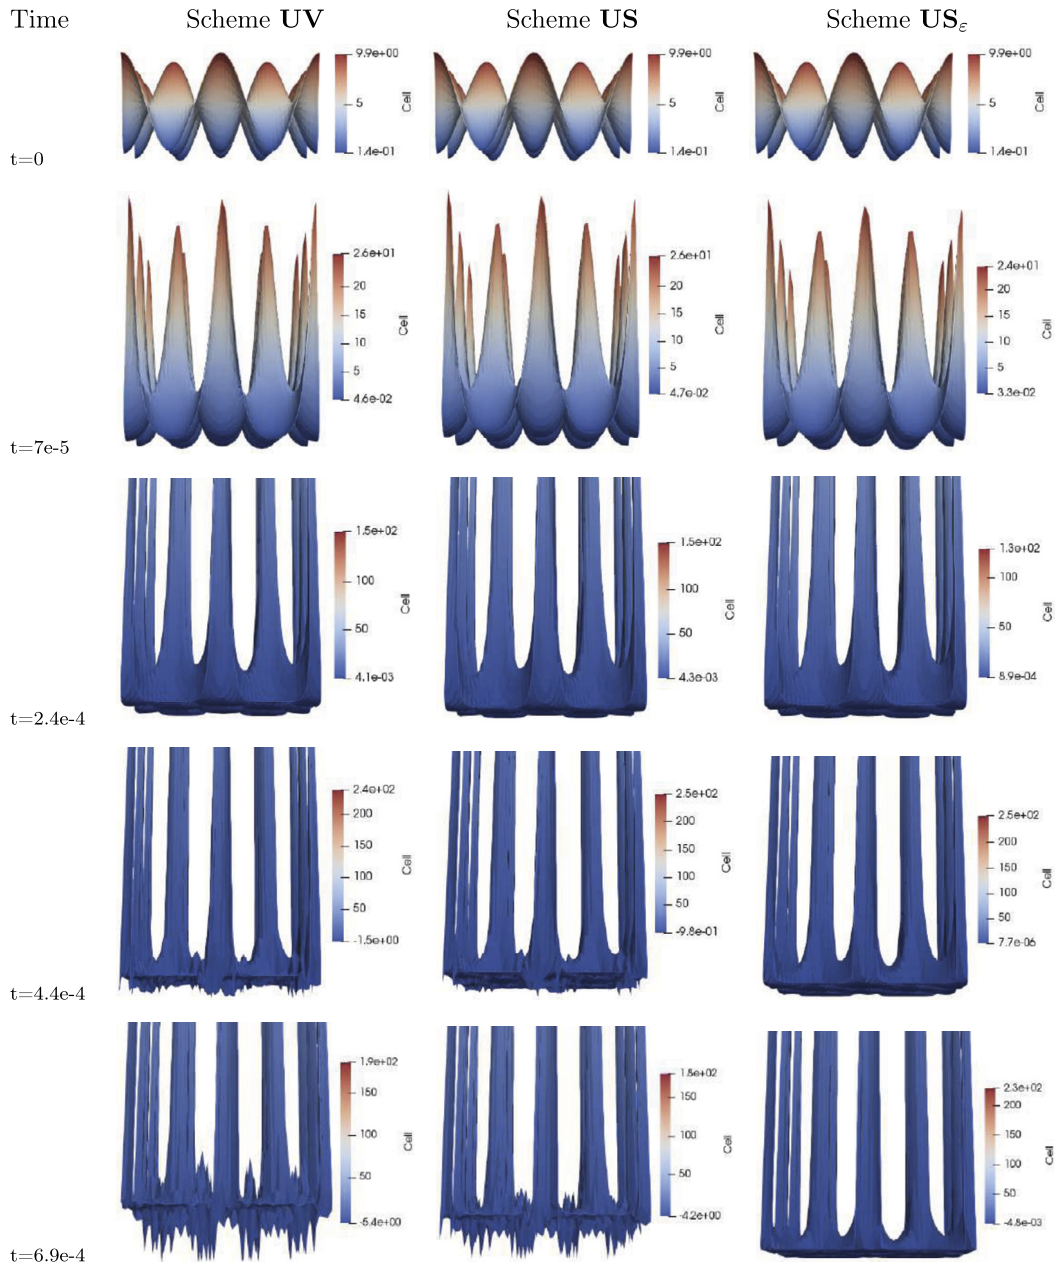 Time Scheme UV Scheme US Scheme USε
9.9e+00 9.9e+00 9.9e+00
5 5 5
Cell Cell Cell
1.4e-01 1.4e-01 1.4e-01
t=0
2.6e+01 2.6e+01 2.4e+01
20 20 20
15 15 15
10 10 10
5 5 5
Cell Cell Cell
4.6e-02 4.7e-02 3.3e-02
t=7e-5
1.5e+02 1.5e+02 1.3e+02
100 100 100
50 50 50
Cell Cell Cell
4.1e-03 4.3e-03 8.9e-04
t=2.4e-4
2.4e+02 2.5e+02 2.5e+02
200 200 200
150 150 150
100 100 100
50 50 50
Cell Cell Cell
-1.5e+00 -9.8e-01 7.7e-06
t=4.4e-4
1.9e+02 1.8e+02 2.3e+02
200
150 150 150
100 100 100
50 50 50
Cell Cell Cell
-5.4e+00 -4.2e+00 -4.8e-03
t=6.9e-4